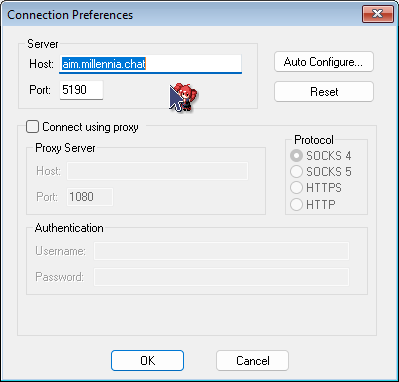 Connection Preferences
Server
Host: aim.millennia.chat
Auto Configure...
Port: 5190
Reset
Connect using proxy
Protocol
Proxy Server
SOCKS 4
Host:
SOCKS 5
Port: 1080
HTTPS
HTTP
Authentication
Username:
Password:
OK Cancel